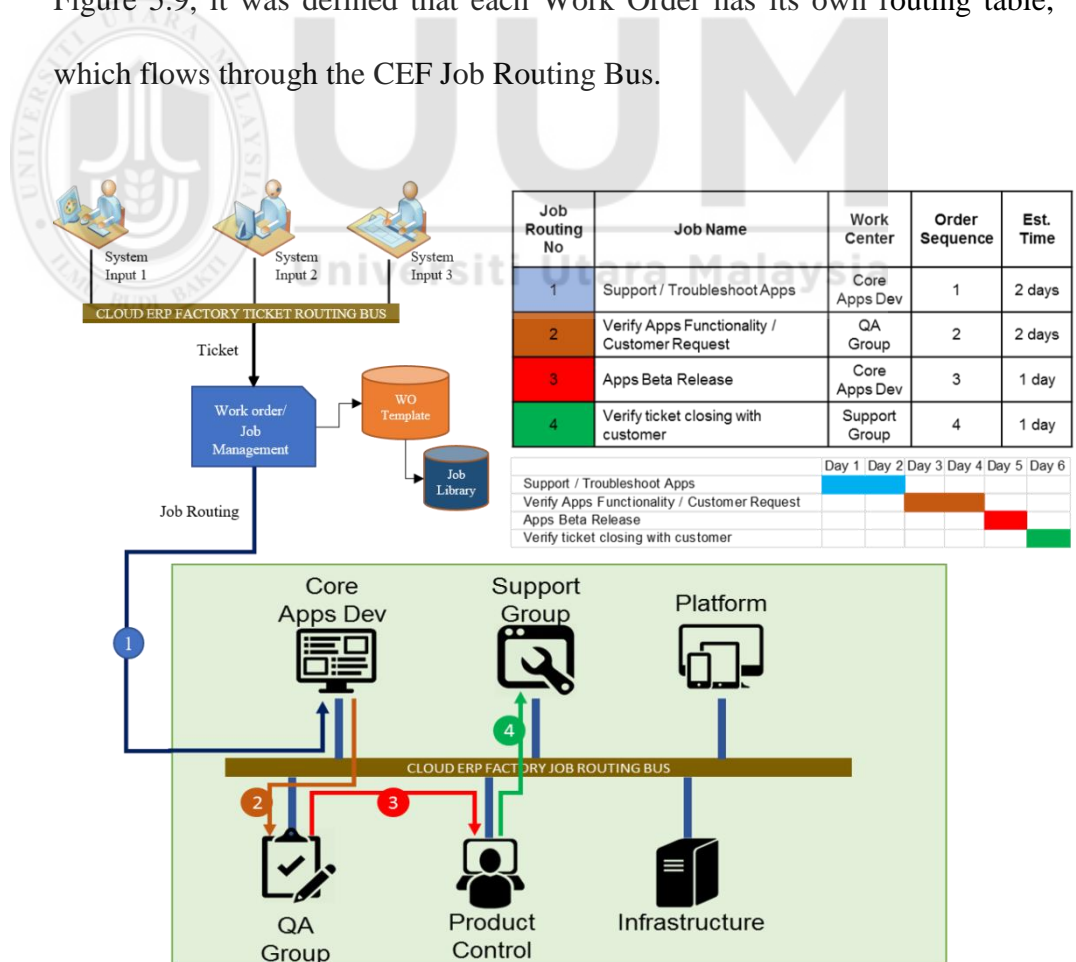 Figure 5.9, it was defined that each Work Order has its own routing table,
which flows through the CEF Job Routing Bus.
UUM
Universiti Utara Malaysia
System
Input 1
System
Input 2
System
Input 3
CLOUD ERP FACTORY TICKET ROUTING BUS
Ticket
Work order/
Job
Management
WO
Template
Job
Library
Job Routing
Job
Routing
No
Job Name
Work
Center
Order
Sequence
Est.
Time
1
Support / Troubleshoot Apps
Core
Apps Dev
1
2 days
2
Verify Apps Functionality /
Customer Request
QA
Group
2
2 days
3
Apps Beta Release
Core
Apps Dev
3
1 day
4
Verify ticket closing with
customer
Support
Group
4
1 day
Day 1 Day 2 Day 3 Day 4 Day 5 Day 6
Support / Troubleshoot Apps
Verify Apps Functionality / Customer Request
Apps Beta Release
Verify ticket closing with customer
1
Core
Apps Dev
Support
Group
Platform
4
CLOUD ERP FACTORY JOB ROUTING BUS
2
3
QA
Group
Product
Control
Infrastructure
UNIVERSITI UTARA MALAYSIA
ILMU BUDI BAKTI